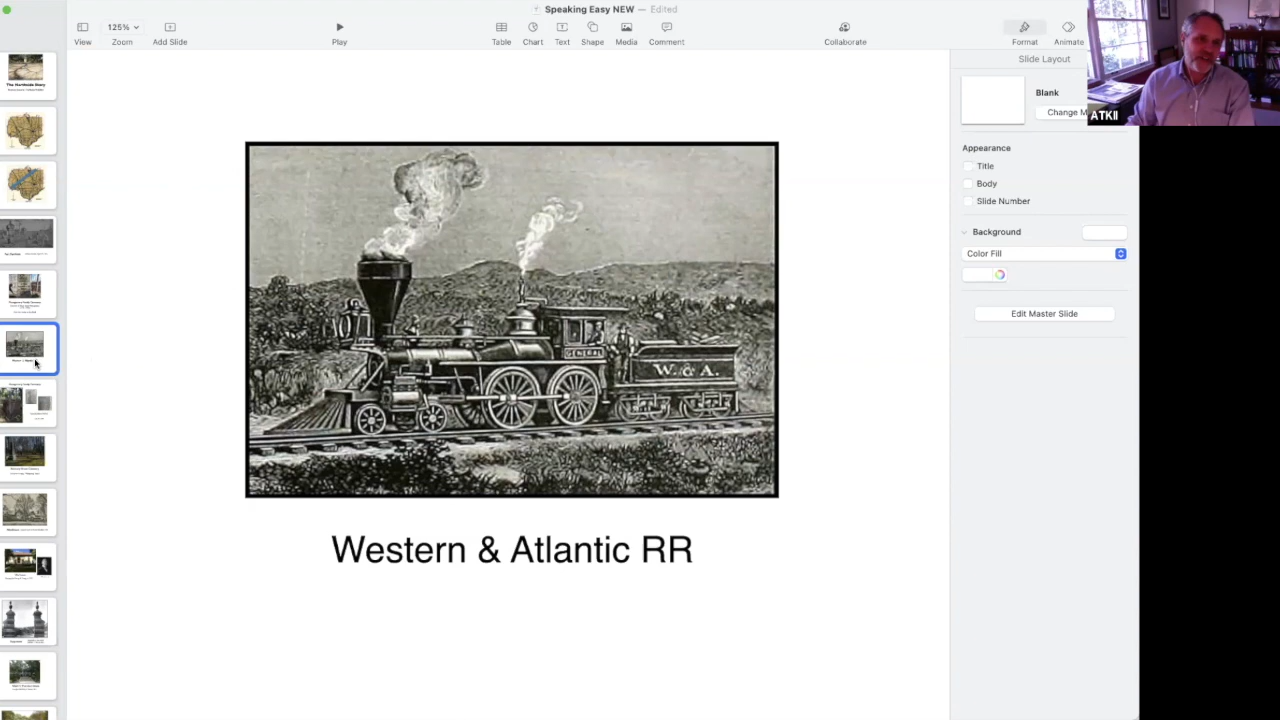 Speaking Easy NEW — Edited
125%
View
Zoom
Add Slide
Play
Table
Chart
Text
Shape
Media
Comment
Collaborate
Format
Animate
Slide Layout
Blank
Change M
ATKII
Appearance
Title
Body
Slide Number
Background
Color Fill
Edit Master Slide
GENERAL
W. & A.
Western & Atlantic RR